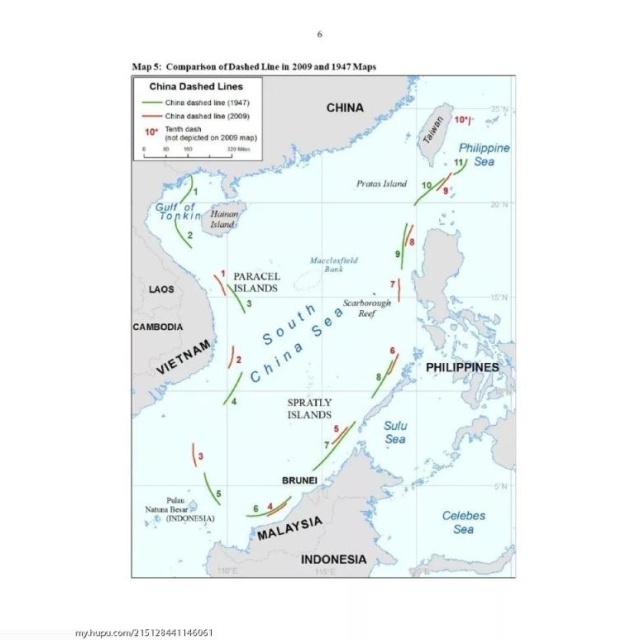 6
Map 5: Comparison of Dashed Line in 2009 and 1947 Maps
China Dashed Lines
China dashed line (1947)
China dashed line (2009)
10* Tenth dash
(not depicted on 2009 map)
0 80 160 320 Miles
CHINA
25°N
Taiwan
10*
Philippine
Sea
11
10
9
Pratas Island
20°N
1
Gulf of
Tonkin
Hainan
Island
2
8
9
Macclesfield
Bank
1
PARACEL
ISLANDS
3
7
15°N
Scarborough
Reef
LAOS
CAMBODIA
VIETNAM
South
China Sea
2
4
6
8
PHILIPPINES
SPRATLY
ISLANDS
5
7
Sulu
Sea
3
5
BRUNEI
5°N
Pulau
Natuna Besar
(INDONESIA)
6
4
MALAYSIA
Celebes
Sea
INDONESIA
110°E
115°E
my.hupu.com/215128441146061